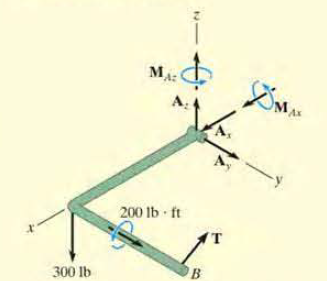 z
M_Az
A_z
M_Ax
A_x
A_y
y
x
200 lb · ft
T
300 lb
B